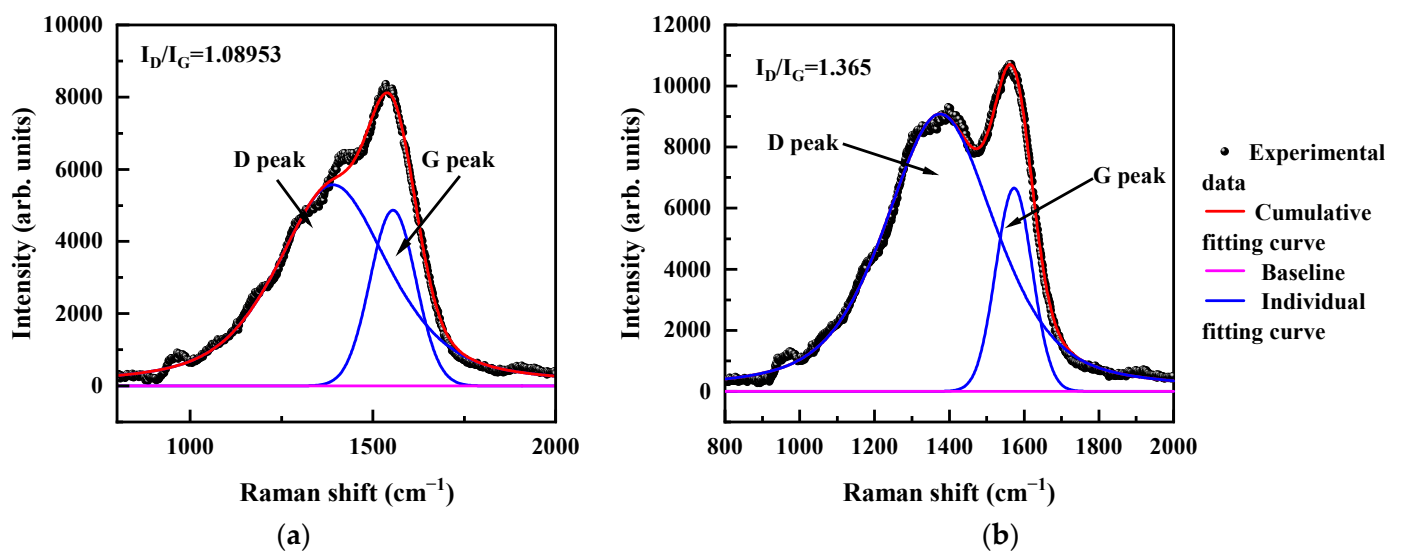 10000
8000
6000
4000
2000
0
Intensity (arb. units)
I_D/I_G=1.08953
D peak
G peak
1000
1500
2000
Raman shift (cm⁻¹)
(a)
12000
10000
8000
6000
4000
2000
0
Intensity (arb. units)
I_D/I_G=1.365
D peak
G peak
800
1000
1200
1400
1600
1800
2000
Raman shift (cm⁻¹)
(b)
Experimental
data
Cumulative
fitting curve
Baseline
Individual
fitting curve